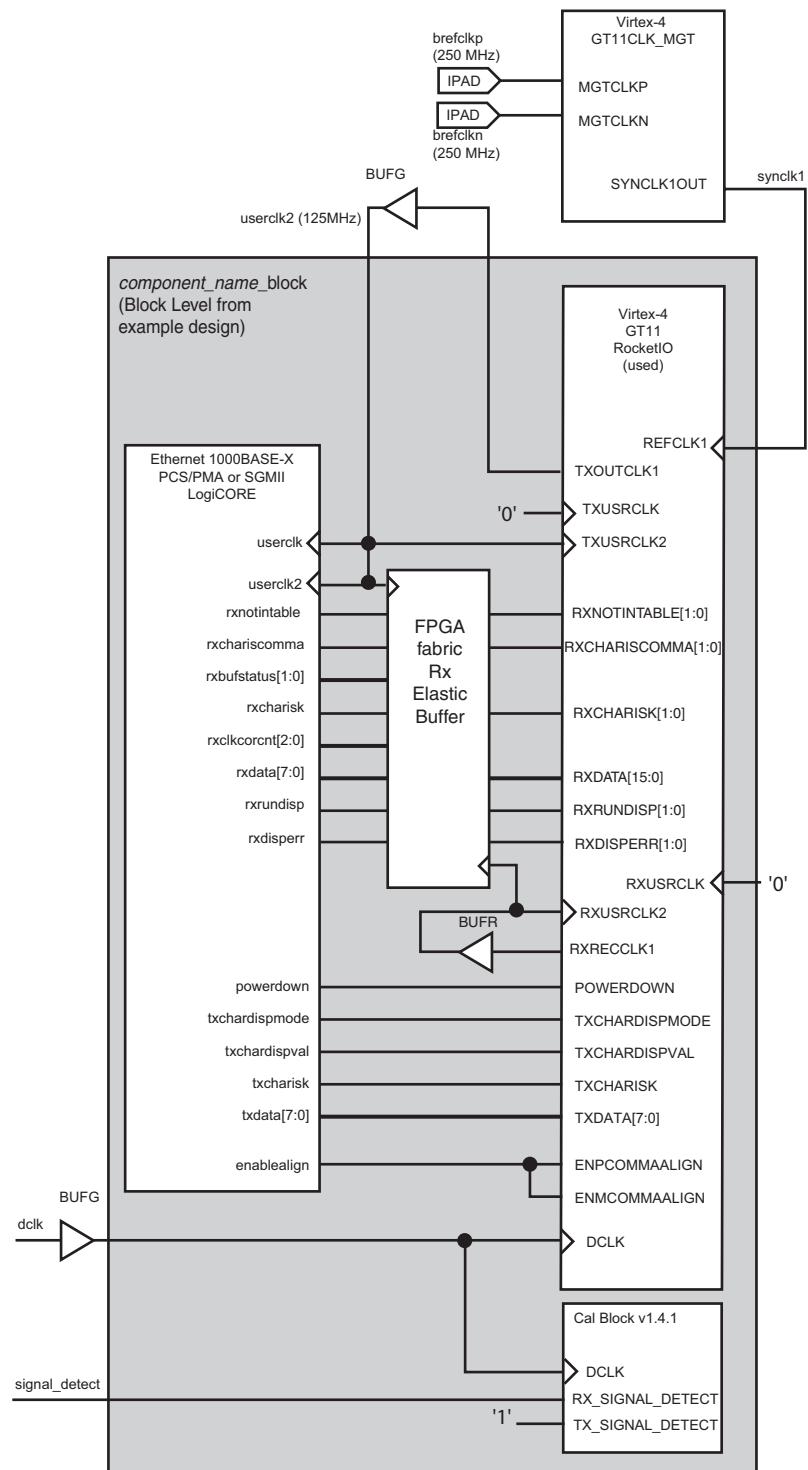 Virtex-4
GT11CLK_MGT
brefclkp
(250 MHz)
IPAD
MGTCLKP
IPAD
MGTCLKN
brefclkn
(250 MHz)
SYNCLK1OUT
synclk1
BUFG
userclk2 (125MHz)
component_name_block
(Block Level from
example design)
Virtex-4
GT11
RocketIO
(used)
REFCLK1
TXOUTCLK1
'0'
TXUSRCLK
TXUSRCLK2
Ethernet 1000BASE-X
PCS/PMA or SGMII
LogiCORE
userclk
userclk2
rxnotintable
rxchariscomma
rxbufstatus[1:0]
rxcharisk
rxclkcorcnt[2:0]
rxdata[7:0]
rxrundisp
rxdisperr
FPGA
fabric
Rx
Elastic
Buffer
RXNOTINTABLE[1:0]
RXCHARISCOMMA[1:0]
RXCHARISK[1:0]
RXDATA[15:0]
RXRUNDISP[1:0]
RXDISPERR[1:0]
RXUSRCLK
'0'
RXUSRCLK2
BUFR
RXRECCLK1
powerdown
POWERDOWN
txchardispmode
TXCHARDISPMODE
txchardispval
TXCHARDISPVAL
txcharisk
TXCHARISK
txdata[7:0]
TXDATA[7:0]
enablealign
ENPCOMMAALIGN
ENMCOMMAALIGN
BUFG
dclk
DCLK
Cal Block v1.4.1
DCLK
signal_detect
RX_SIGNAL_DETECT
'1'
TX_SIGNAL_DETECT